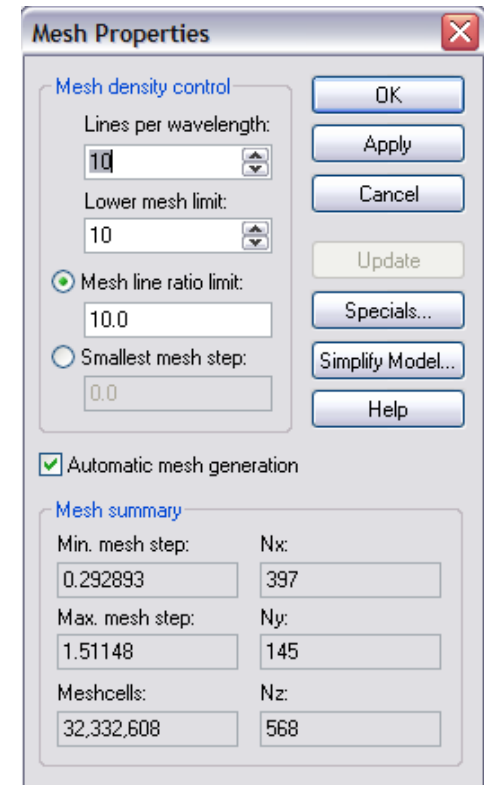 Mesh Properties
Mesh density control
Lines per wavelength:
10
Lower mesh limit:
10
Mesh line ratio limit:
10.0
Smallest mesh step:
0.0
OK
Apply
Cancel
Update
Specials...
Simplify Model...
Help
Automatic mesh generation
Mesh summary
Min. mesh step:
Nx:
0.292893
397
Max. mesh step:
Ny:
1.51148
145
Meshcells:
Nz:
32,332,608
568